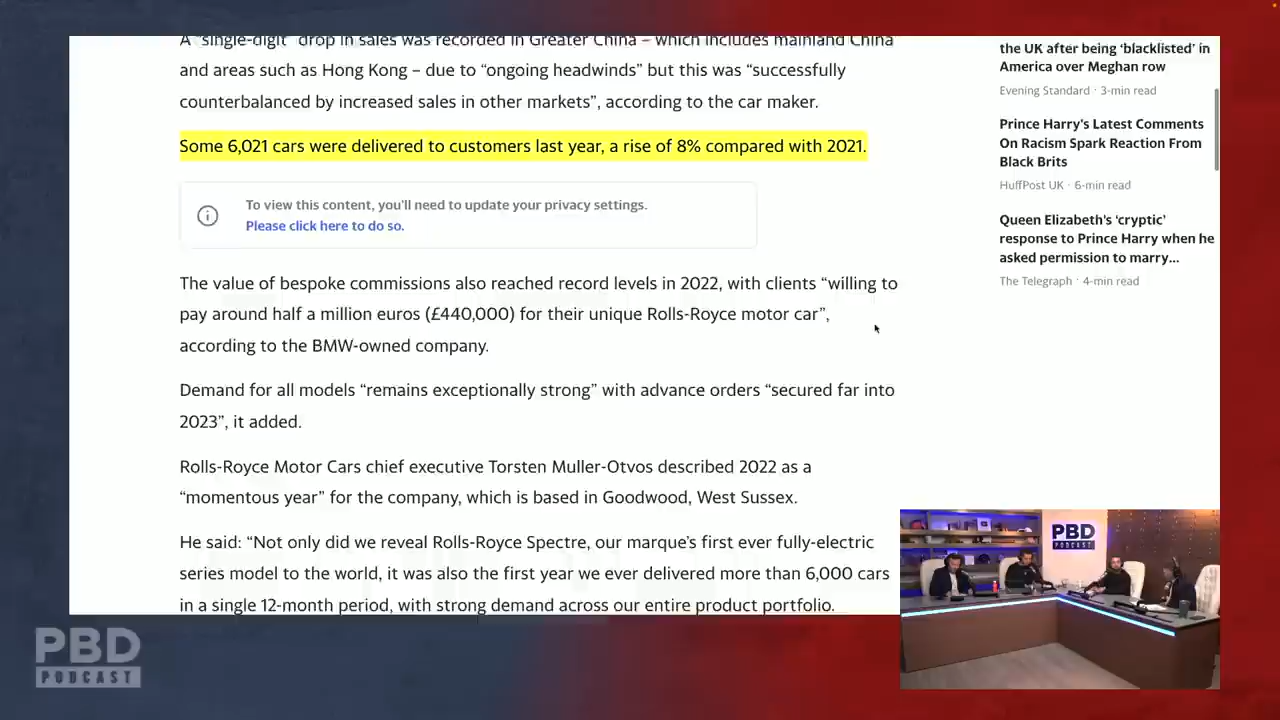 A “single-digit” drop in sales was recorded in Greater China – which includes mainland China
and areas such as Hong Kong – due to “ongoing headwinds” but this was “successfully
counterbalanced by increased sales in other markets”, according to the car maker.
Some 6,021 cars were delivered to customers last year, a rise of 8% compared with 2021.
To view this content, you'll need to update your privacy settings.
Please click here to do so.
The value of bespoke commissions also reached record levels in 2022, with clients “willing to
pay around half a million euros (£440,000) for their unique Rolls-Royce motor car”,
according to the BMW-owned company.
Demand for all models “remains exceptionally strong” with advance orders “secured far into
2023”, it added.
Rolls-Royce Motor Cars chief executive Torsten Muller-Otvos described 2022 as a
“momentous year” for the company, which is based in Goodwood, West Sussex.
He said: “Not only did we reveal Rolls-Royce Spectre, our marque's first ever fully-electric
series model to the world, it was also the first year we ever delivered more than 6,000 cars
in a single 12-month period, with strong demand across our entire product portfolio.
the UK after being ‘blacklisted’ in
America over Meghan row
Evening Standard · 3-min read
Prince Harry's Latest Comments
On Racism Spark Reaction From
Black Brits
HuffPost UK · 6-min read
Queen Elizabeth's ‘cryptic’
response to Prince Harry when he
asked permission to marry...
The Telegraph · 4-min read
PBD
PODCAST
PBD
PODCAST